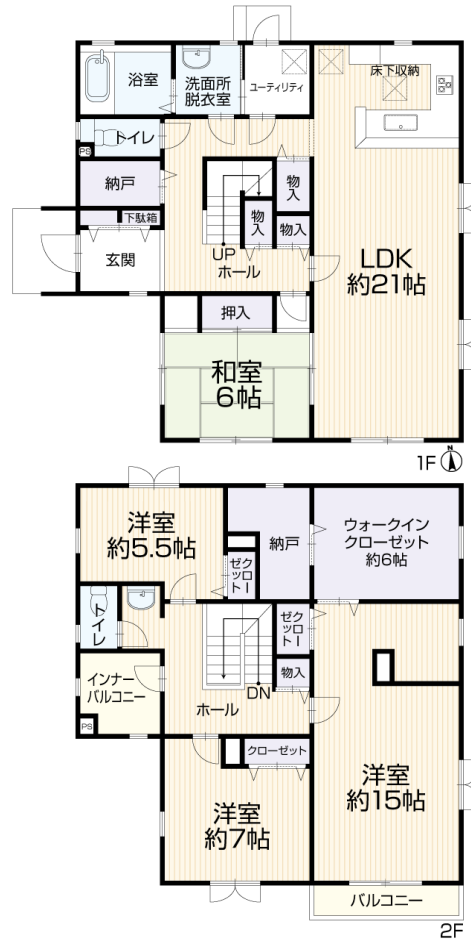 浴室
洗面所
脱衣室
ユーティリティ
床下収納
トイレ
PS
納戸
物入
下駄箱
玄関
物入
物入
UP
ホール
LDK
約21帖
押入
和室
6帖
1F
N
洋室
約5.5帖
クローゼット
納戸
ウォークイン
クローゼット
約6帖
トイレ
クローゼット
インナー
バルコニー
物入
DN
PS
ホール
クローゼット
洋室
約7帖
洋室
約15帖
バルコニー
2F